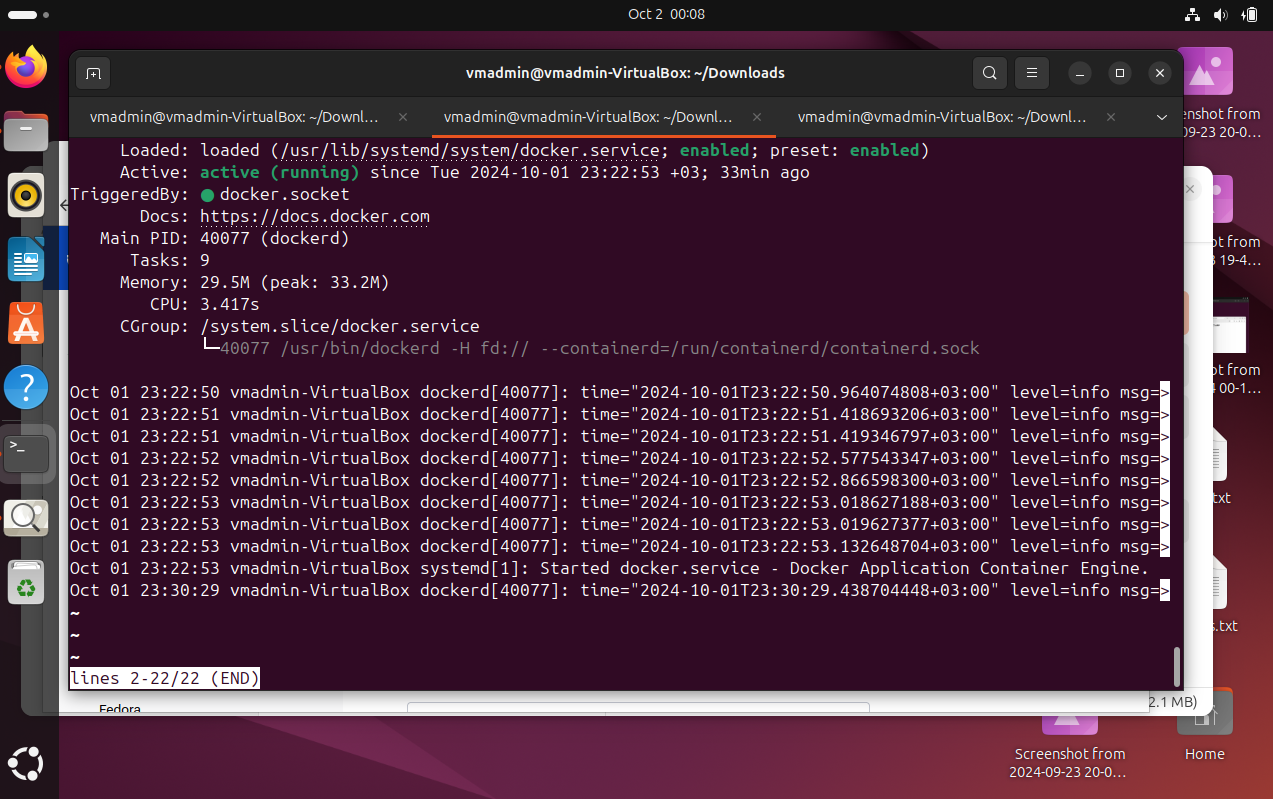 Oct 2 00:08
vmadmin@vmadmin-VirtualBox: ~/Downloads
vmadmin@vmadmin-VirtualBox: ~/Downl... vmadmin@vmadmin-VirtualBox: ~/Downl... vmadmin@vmadmin-VirtualBox: ~/Downl...
Loaded: loaded (/usr/lib/systemd/system/docker.service; enabled; preset: enabled)
Active: active (running) since Tue 2024-10-01 23:22:53 +03; 33min ago
TriggeredBy: ● docker.socket
Docs: https://docs.docker.com
Main PID: 40077 (dockerd)
Tasks: 9
Memory: 29.5M (peak: 33.2M)
CPU: 3.417s
CGroup: /system.slice/docker.service
└─40077 /usr/bin/dockerd -H fd:// --containerd=/run/containerd/containerd.sock
Oct 01 23:22:50 vmadmin-VirtualBox dockerd[40077]: time="2024-10-01T23:22:50.964074808+03:00" level=info msg=>
Oct 01 23:22:51 vmadmin-VirtualBox dockerd[40077]: time="2024-10-01T23:22:51.418693206+03:00" level=info msg=>
Oct 01 23:22:51 vmadmin-VirtualBox dockerd[40077]: time="2024-10-01T23:22:51.419346797+03:00" level=info msg=>
Oct 01 23:22:52 vmadmin-VirtualBox dockerd[40077]: time="2024-10-01T23:22:52.577543347+03:00" level=info msg=>
Oct 01 23:22:52 vmadmin-VirtualBox dockerd[40077]: time="2024-10-01T23:22:52.866598300+03:00" level=info msg=>
Oct 01 23:22:53 vmadmin-VirtualBox dockerd[40077]: time="2024-10-01T23:22:53.018627188+03:00" level=info msg=>
Oct 01 23:22:53 vmadmin-VirtualBox dockerd[40077]: time="2024-10-01T23:22:53.019627377+03:00" level=info msg=>
Oct 01 23:22:53 vmadmin-VirtualBox dockerd[40077]: time="2024-10-01T23:22:53.132648704+03:00" level=info msg=>
Oct 01 23:22:53 vmadmin-VirtualBox systemd[1]: Started docker.service - Docker Application Container Engine.
Oct 01 23:30:29 vmadmin-VirtualBox dockerd[40077]: time="2024-10-01T23:30:29.438704448+03:00" level=info msg=>
~
~
~
lines 2-22/22 (END)
Fedora
2.1 MB)
enshot from
09-23 20-0...
ot from
3 19-4...
ot from
4 00-1...
.txt
s.txt
Screenshot from
2024-09-23 20-0...
Home